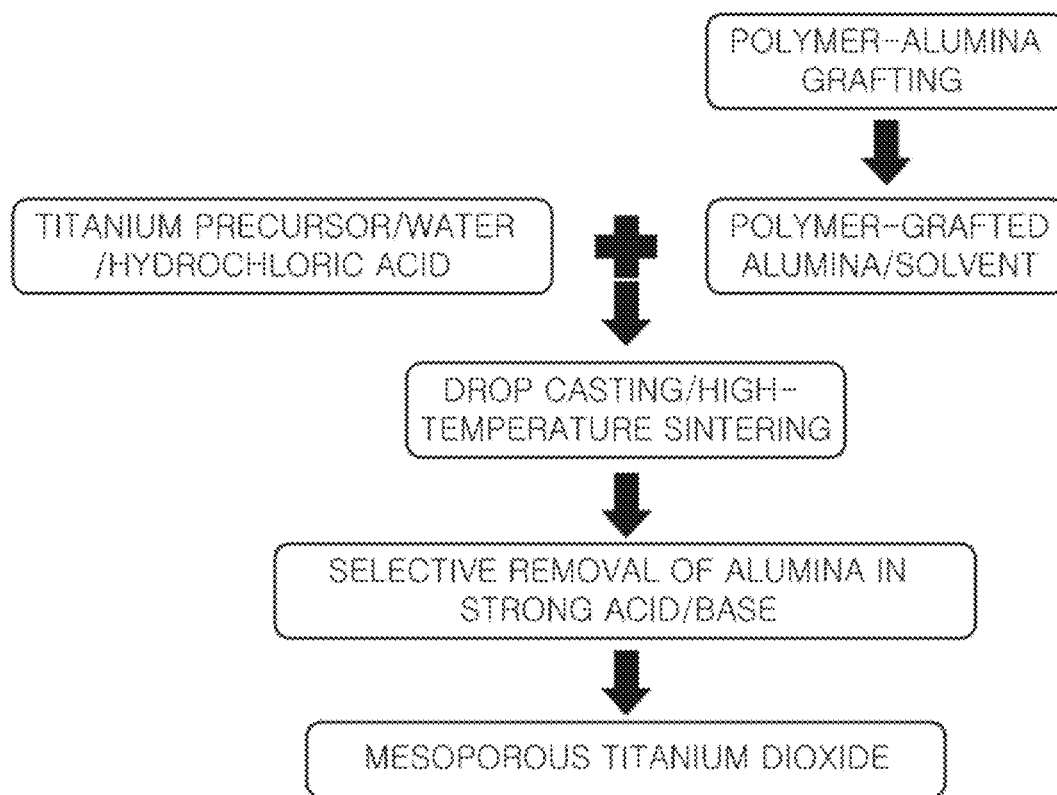 POLYMER-ALUMINA
GRAFTING
TITANIUM PRECURSOR/WATER
/HYDROCHLORIC ACID
POLYMER-GRAFTED
ALUMINA/SOLVENT
DROP CASTING/HIGH-
TEMPERATURE SINTERING
SELECTIVE REMOVAL OF ALUMINA IN
STRONG ACID/BASE
MESOPOROUS TITANIUM DIOXIDE